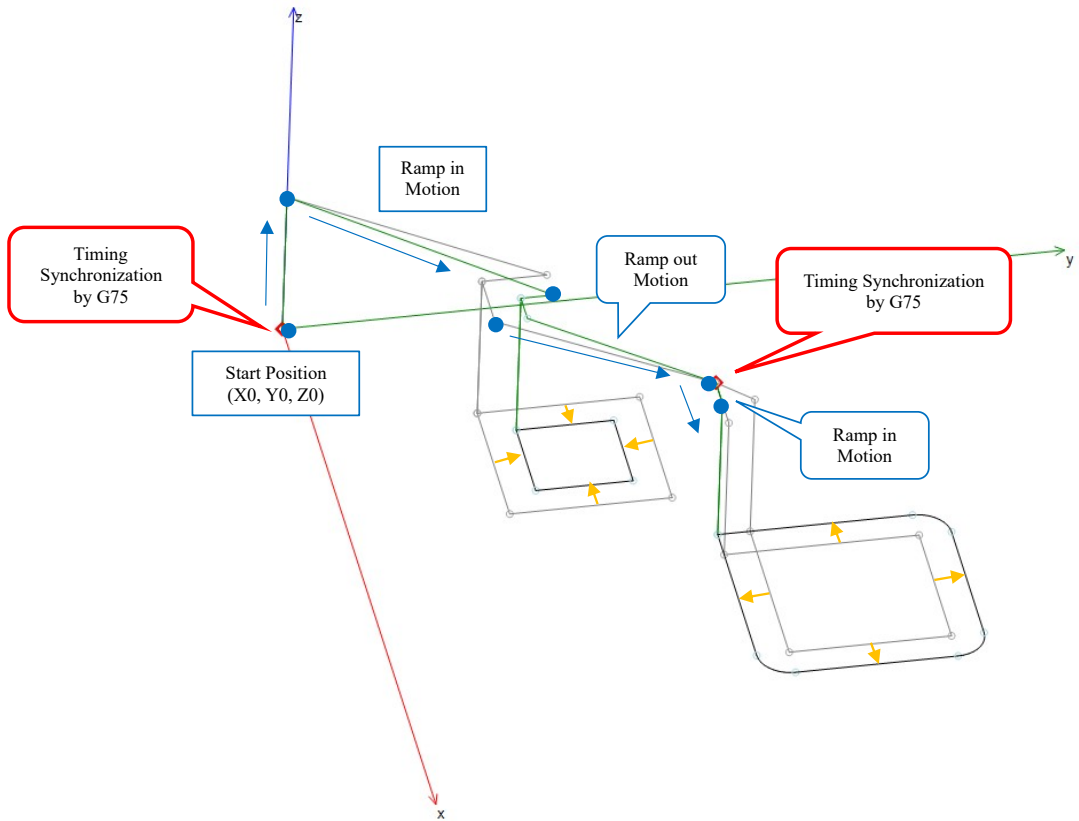 z
Ramp in
Motion
Timing
Synchronization
by G75
Ramp out
Motion
y
Timing Synchronization
by G75
Start Position
(X0, Y0, Z0)
Ramp in
Motion
x